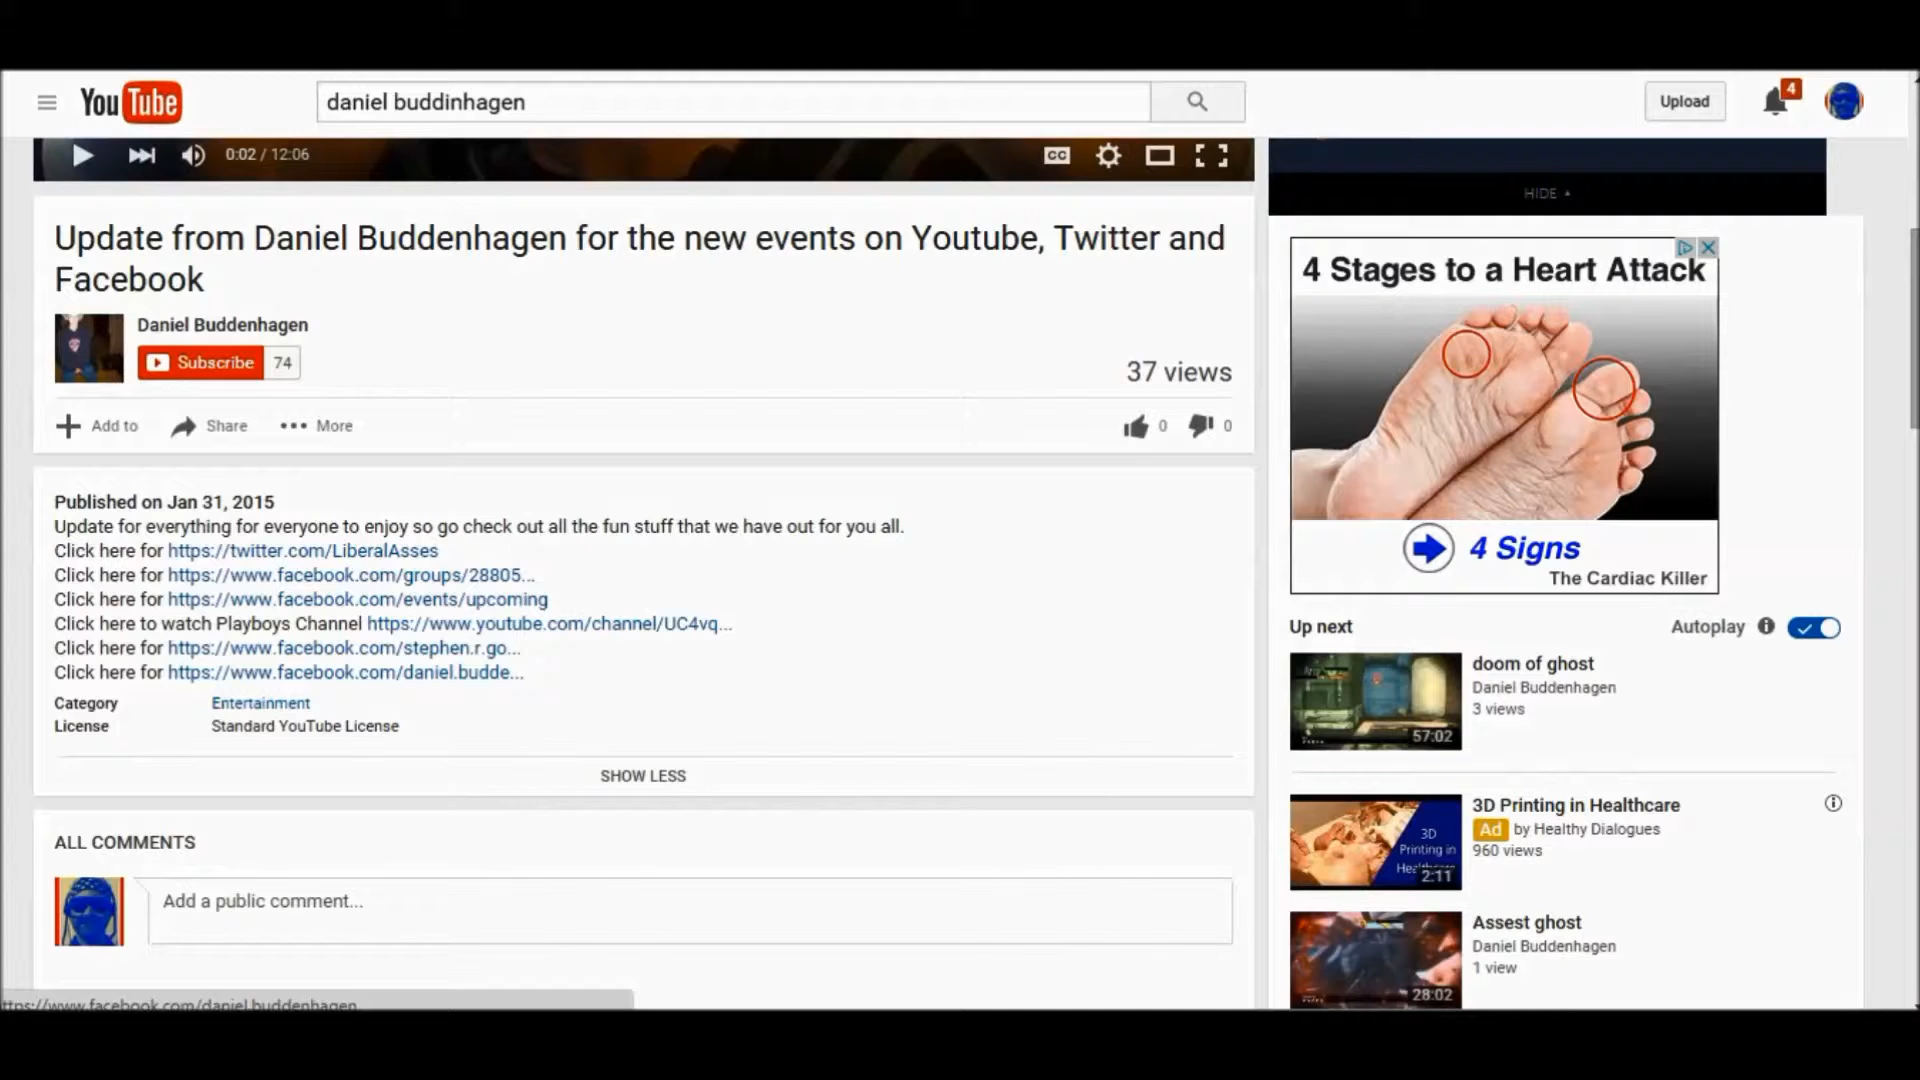 YouTube
daniel buddinhagen
Upload
4
0:02 / 12:06
CC
HIDE
Update from Daniel Buddenhagen for the new events on Youtube, Twitter and
Facebook
Daniel Buddenhagen
Subscribe 74
37 views
Add to Share More
0 0
Published on Jan 31, 2015
Update for everything for everyone to enjoy so go check out all the fun stuff that we have out for you all.
Click here for https://twitter.com/LiberalAsses
Click here for https://www.facebook.com/groups/28805...
Click here for https://www.facebook.com/events/upcoming
Click here to watch Playboys Channel https://www.youtube.com/channel/UC4vq...
Click here for https://www.facebook.com/stephen.r.go...
Click here for https://www.facebook.com/daniel.budde...
Category Entertainment
License Standard YouTube License
SHOW LESS
ALL COMMENTS
Add a public comment...
ttps://www.facebook.com/daniel.buddenhagen
4 Stages to a Heart Attack
4 Signs
The Cardiac Killer
Up next
Autoplay
doom of ghost
Daniel Buddenhagen
3 views
57:02
3D Printing in Healthcare
Ad by Healthy Dialogues
960 views
3D
Printing in
2:11
Assest ghost
Daniel Buddenhagen
1 view
28:02